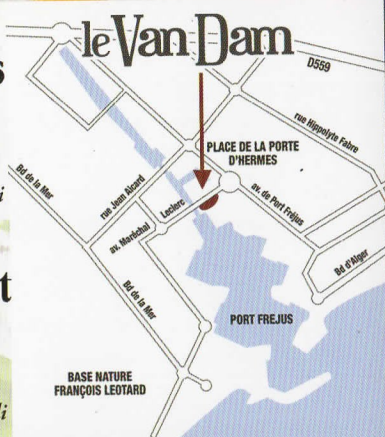 le Van Dam
s
D559
rue Hippolyte Fabre
PLACE DE LA PORTE
D'HERMES
Bd de la Mer
rue Jean Aicard
i
Leclerc
av. Maréchal
av. de Port Fréjus
Bd d'Alger
t
Bd de la Mer
PORT FREJUS
BASE NATURE
FRANÇOIS LEOTARD
li